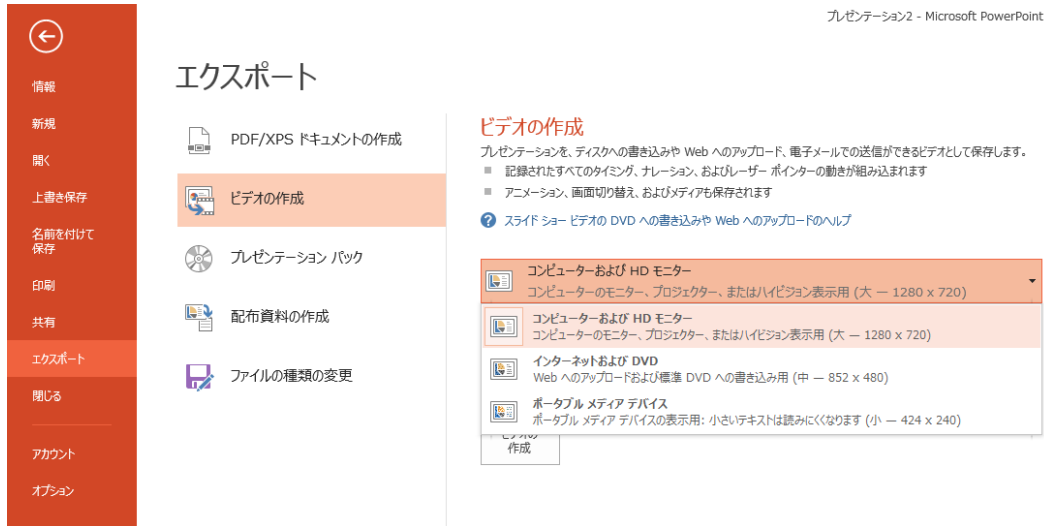 プレゼンテーション2 - Microsoft PowerPoint
情報
新規
開く
上書き保存
名前を付けて
保存
印刷
共有
エクスポート
閉じる
アカウント
オプション
エクスポート
PDF/XPS ドキュメントの作成
ビデオの作成
プレゼンテーション パック
配布資料の作成
ファイルの種類の変更
ビデオの作成
プレゼンテーションを、ディスクへの書き込みや Web へのアップロード、電子メールでの送信ができるビデオとして保存します。
記録されたすべてのタイミング、ナレーション、およびレーザー ポインターの動きが組み込まれます
アニメーション、画面切り替え、およびメディアも保存されます
スライド ショー ビデオの DVD への書き込みや Web へのアップロードのヘルプ
コンピューターおよび HD モニター
コンピューターのモニター、プロジェクター、またはハイビジョン表示用 (大 — 1280 x 720)
コンピューターおよび HD モニター
コンピューターのモニター、プロジェクター、またはハイビジョン表示用 (大 — 1280 x 720)
インターネットおよび DVD
Web へのアップロードおよび標準 DVD への書き込み用 (中 — 852 x 480)
ポータブル メディア デバイス
ポータブル メディア デバイスの表示用: 小さいテキストは読みにくくなります (小 — 424 x 240)
ビデオの
作成